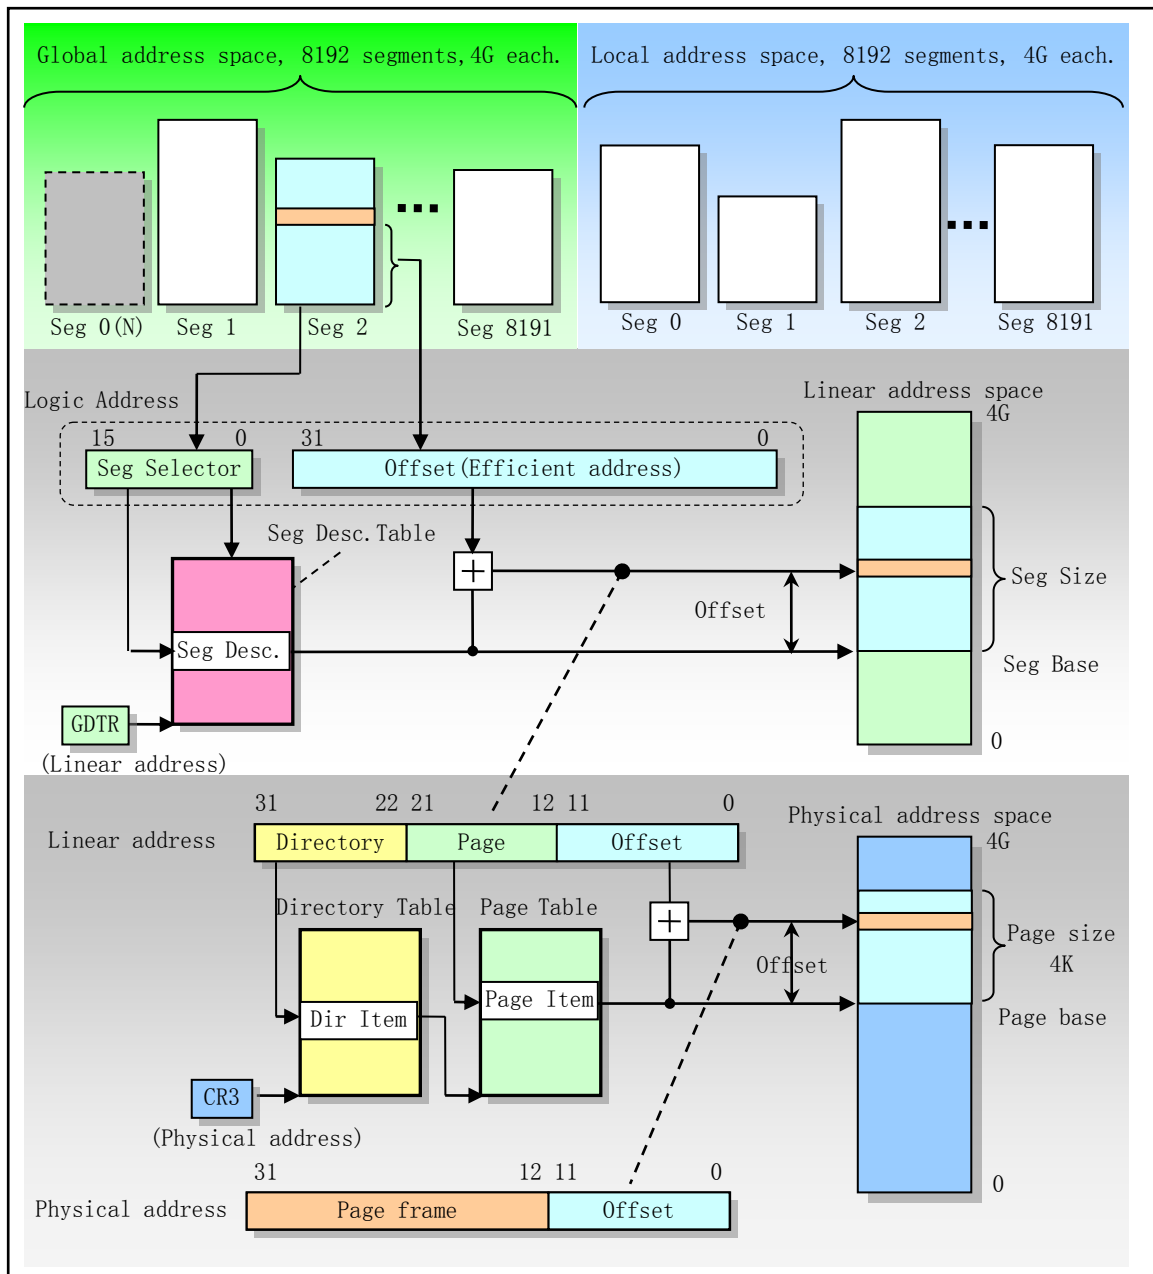 Global address space, 8192 segments, 4G each.
Local address space, 8192 segments, 4G each.
Seg 0(N)
Seg 1
Seg 2
Seg 8191
Seg 0
Seg 1
Seg 2
Seg 8191
Logic Address
Linear address space
4G
15 0
31 0
Seg Selector
Offset(Efficient address)
Seg Desc.Table
Seg Size
Offset
Seg Desc.
Seg Base
GDTR
0
(Linear address)
31 22 21 12 11 0
Physical address space
4G
Linear address
Directory
Page
Offset
Directory Table
Page Table
Page size
4K
Offset
Page Item
Dir Item
Page base
CR3
(Physical address)
31 12 11 0
0
Physical address
Page frame
Offset